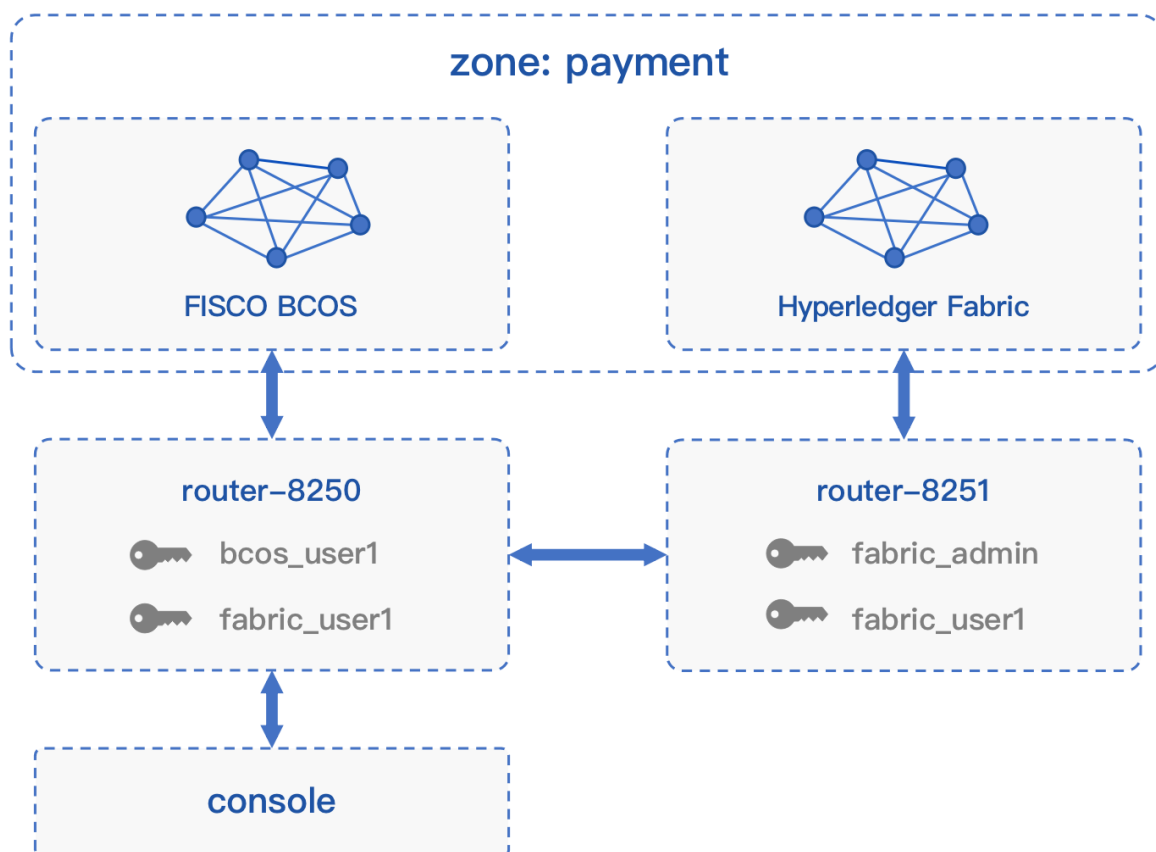 zone: payment
FISCO BCOS
Hyperledger Fabric
router-8250
bcos_user1
fabric_user1
router-8251
fabric_admin
fabric_user1
console